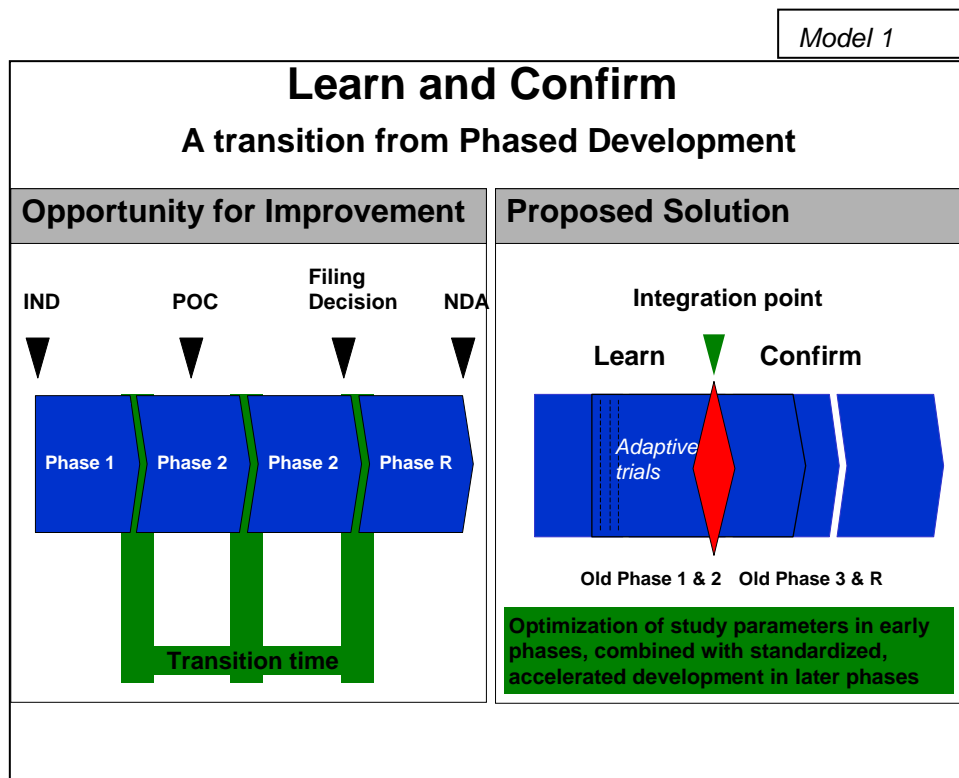 Model 1
Learn and Confirm
A transition from Phased Development
Opportunity for Improvement
IND
POC
Filing
Decision
NDA
Phase 1
Phase 2
Phase 2
Phase R
Transition time
Proposed Solution
Integration point
Learn
Confirm
Adaptive
trials
Old Phase 1 & 2
Old Phase 3 & R
Optimization of study parameters in early
phases, combined with standardized,
accelerated development in later phases